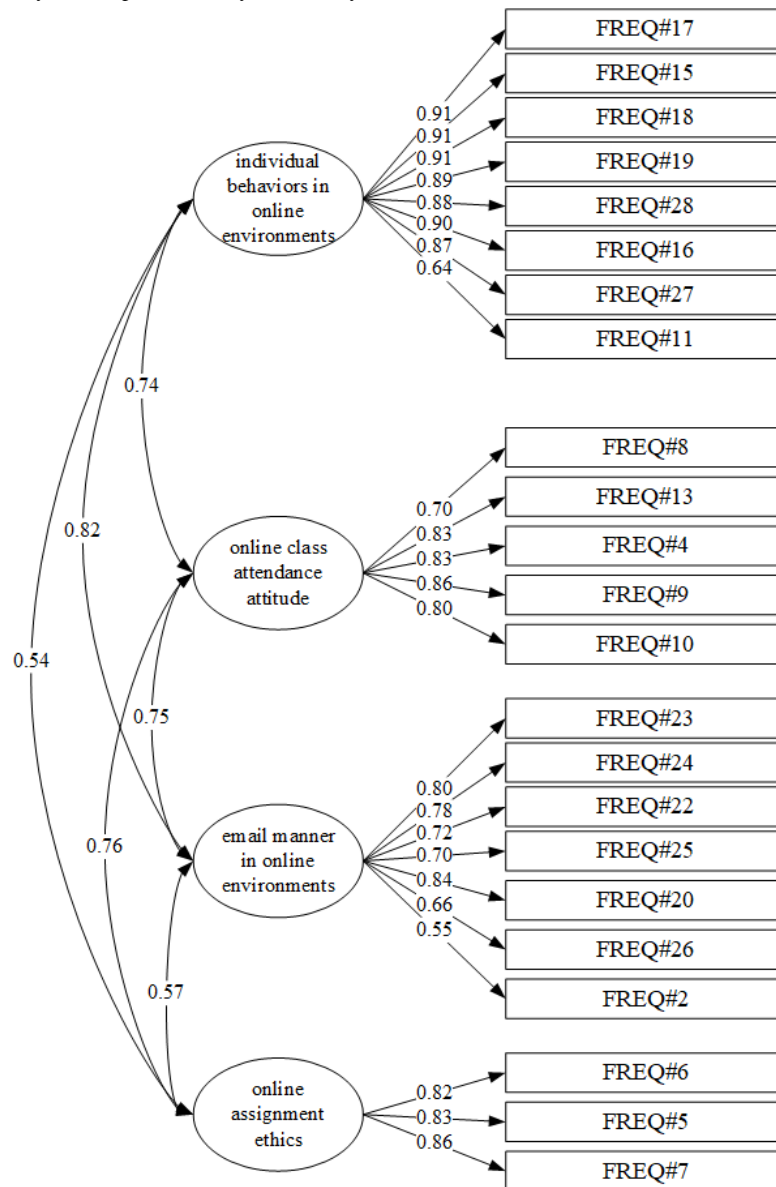 FREQ#17
FREQ#15
FREQ#18
FREQ#19
FREQ#28
FREQ#16
FREQ#27
FREQ#11
0.91
0.91
0.91
0.89
0.88
0.90
0.87
0.64
individual
behaviors in
online
environments
0.74
0.82
0.54
FREQ#8
FREQ#13
FREQ#4
FREQ#9
FREQ#10
0.70
0.83
0.83
0.86
0.80
online class
attendance
attitude
0.75
0.76
FREQ#23
FREQ#24
FREQ#22
FREQ#25
FREQ#20
FREQ#26
FREQ#2
0.80
0.78
0.72
0.70
0.84
0.66
0.55
email manner
in online
environments
0.57
FREQ#6
FREQ#5
FREQ#7
0.82
0.83
0.86
online
assignment
ethics